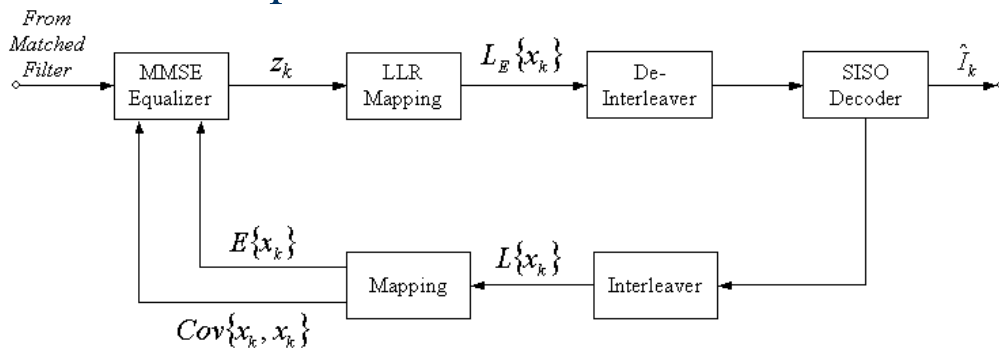 From
Matched
Filter
MMSE
Equalizer
z_k
LLR
Mapping
L_E{x_k}
De-
Interleaver
SISO
Decoder
Î_k
E{x_k}
Cov{x_k, x_k}
Mapping
L{x_k}
Interleaver